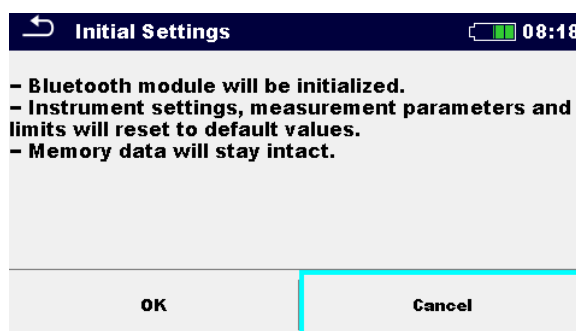 Initial Settings 08:18
– Bluetooth module will be initialized.
– Instrument settings, measurement parameters and
limits will reset to default values.
– Memory data will stay intact.
OK Cancel